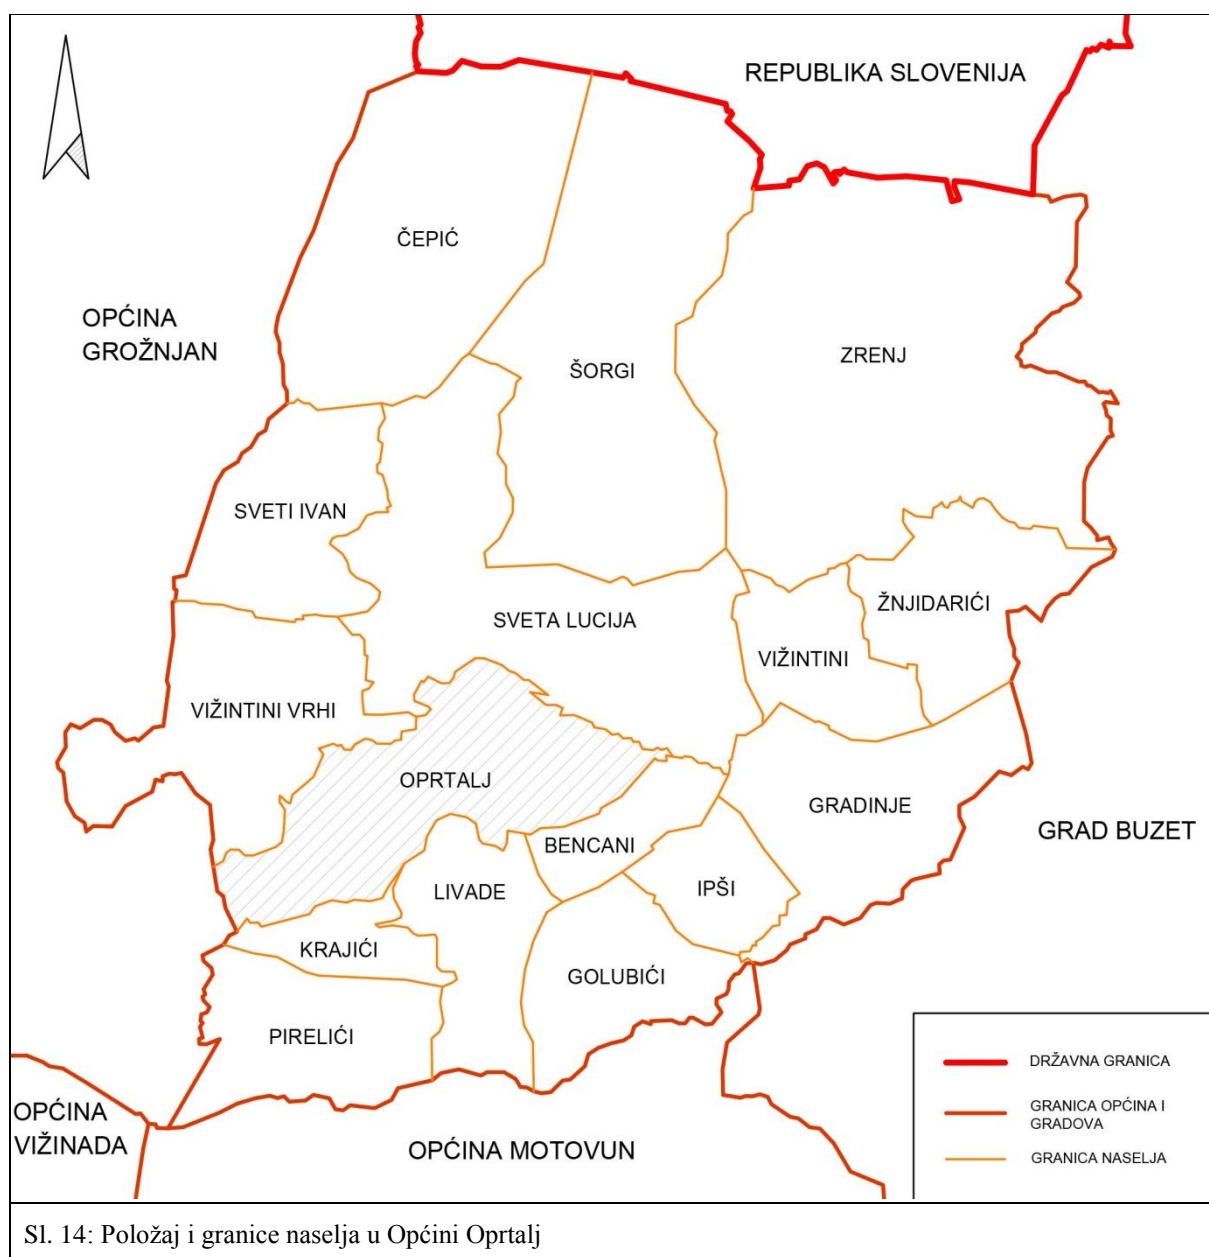 REPUBLIKA SLOVENIJA
ČEPIĆ
OPĆINA
GROŽNJAN
ŠORGI
ZRENJ
SVETI IVAN
SVETA LUCIJA
ŽNJIDARIĆI
VIŽINTINI
VIŽINTINI VRHI
OPRTALJ
GRADINJE
GRAD BUZET
BENCANI
LIVADE
IPŠI
KRAJIĆI
GOLUBIĆI
PIRELIĆI
OPĆINA
VIŽINADA
OPĆINA MOTOVUN
DRŽAVNA GRANICA
GRANICA OPĆINA I
GRADOVA
GRANICA NASELJA
Sl. 14: Položaj i granice naselja u Općini Oprtalj